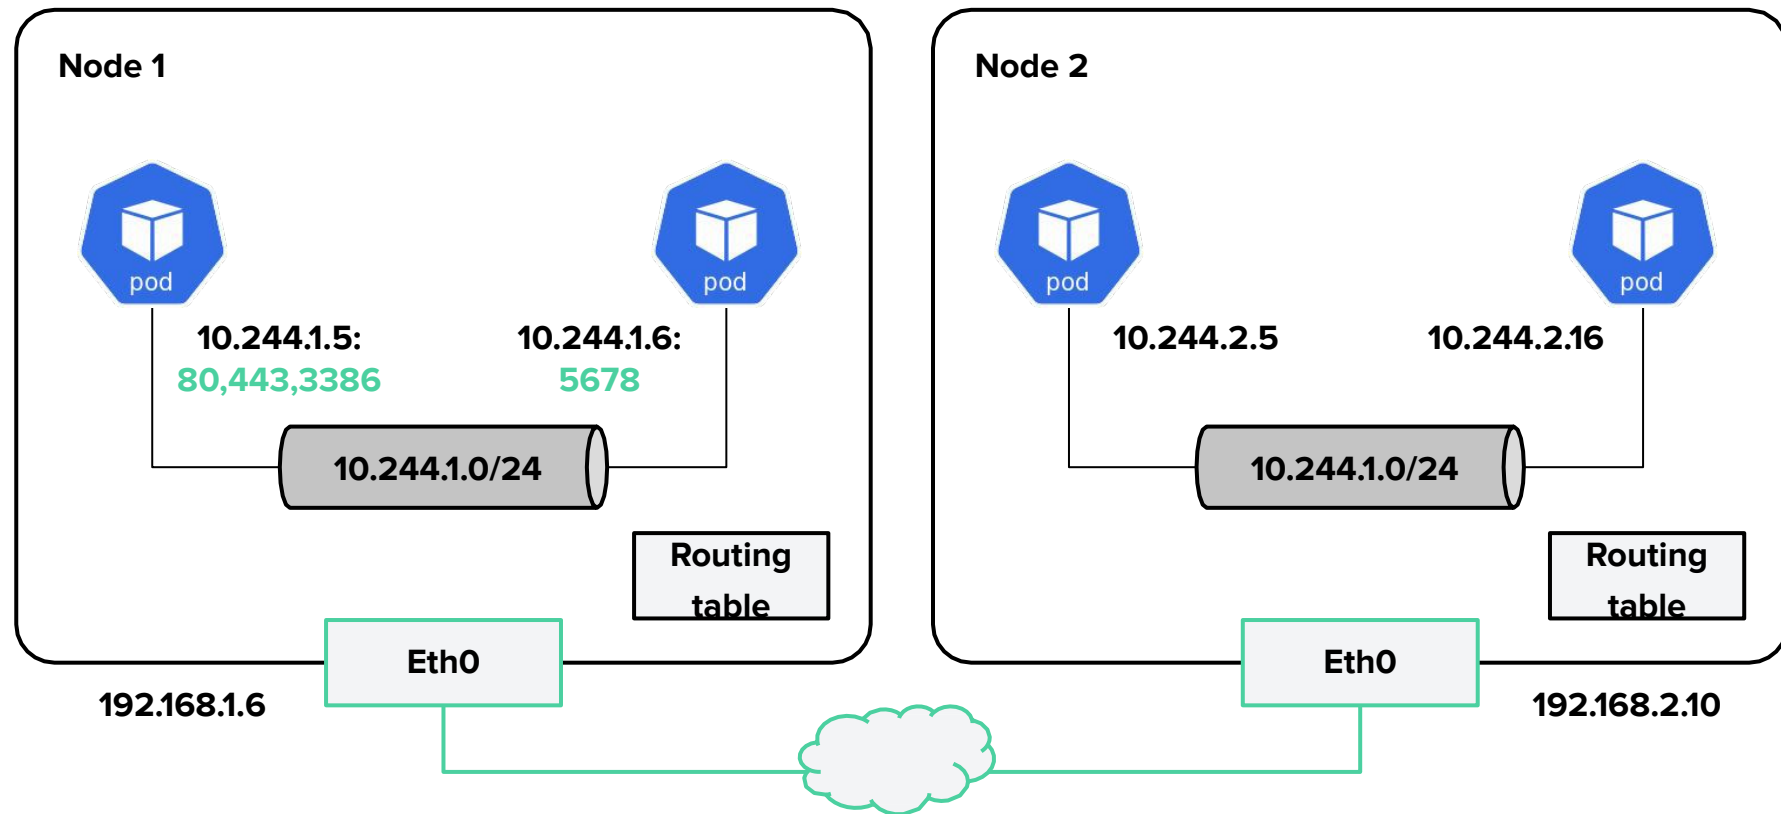 Node 1
pod
pod
10.244.1.5:
80,443,3386
10.244.1.6:
5678
10.244.1.0/24
Routing
table
Eth0
192.168.1.6
Node 2
pod
pod
10.244.2.5
10.244.2.16
10.244.1.0/24
Routing
table
Eth0
192.168.2.10